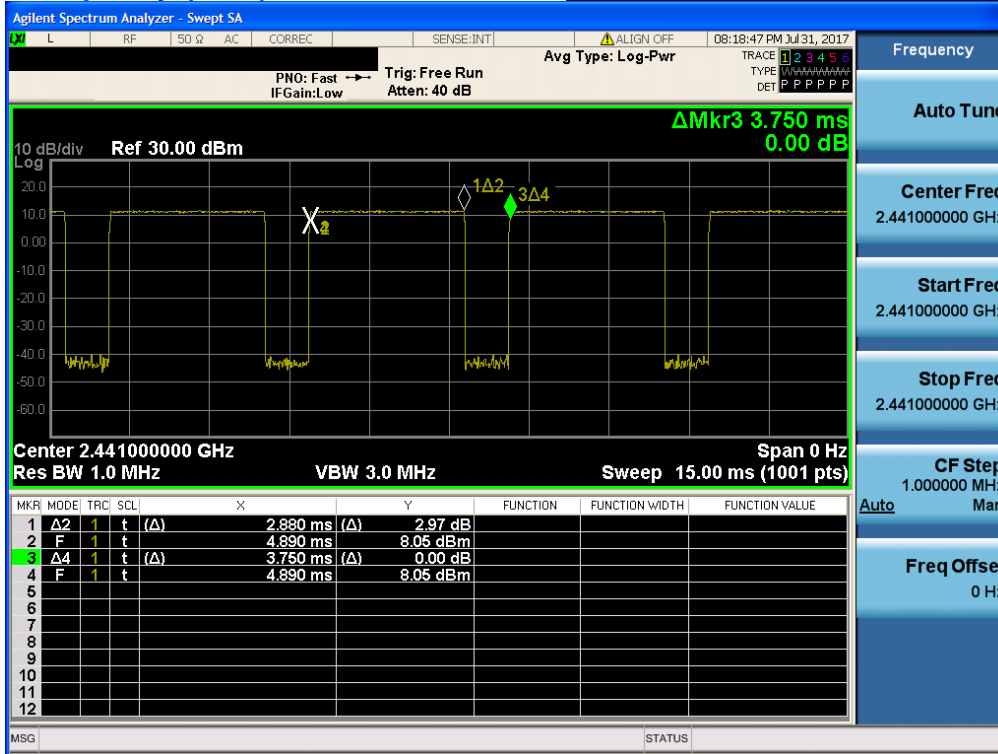 Agilent Spectrum Analyzer - Swept SA
LXI L RF 50 Ω AC CORREC SENSE:INT ALIGN OFF 08:18:47 PM Jul 31, 2017
Frequency
Avg Type: Log-Pwr
TRACE 1 2 3 4 5 6
PNO: Fast Trig: Free Run
TYPE WWWWWW
IFGain:Low Atten: 40 dB
DET P P P P P P
Auto Tune
ΔMkr3 3.750 ms
10 dB/div Ref 30.00 dBm 0.00 dB
Log
20.0
10.0
0.00
-10.0
-20.0
-30.0
-40.0
-50.0
-60.0
1Δ2
3Δ4
2
Center Freq
2.441000000 GHz
Start Freq
2.441000000 GHz
Stop Freq
2.441000000 GHz
Center 2.441000000 GHz Span 0 Hz
Res BW 1.0 MHz VBW 3.0 MHz Sweep 15.00 ms (1001 pts)
CF Step
1.000000 MHz
Auto Man
MKR MODE TRC SCL X Y FUNCTION FUNCTION WIDTH FUNCTION VALUE
1 Δ2 1 t (Δ) 2.880 ms (Δ) 2.97 dB
2 F 1 t 4.890 ms 8.05 dBm
3 Δ4 1 t (Δ) 3.750 ms (Δ) 0.00 dB
4 F 1 t 4.890 ms 8.05 dBm
5
6
7
8
9
10
11
12
Freq Offset
0 Hz
MSG STATUS